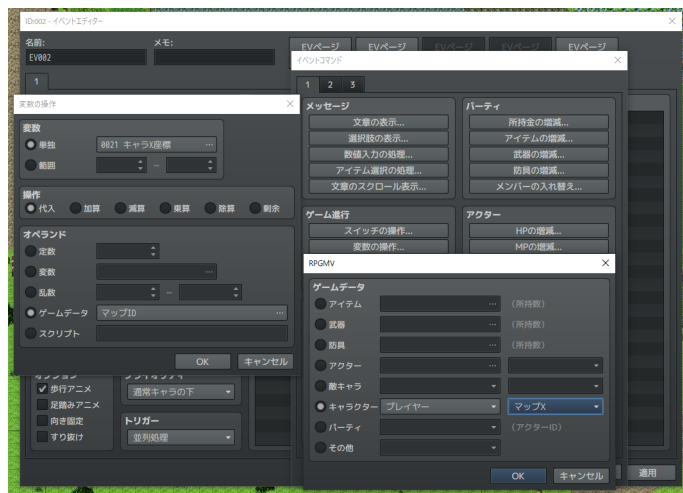 ID:002 - イベントエディター
名前:
メモ:
EV002
EVページ
EVページ
EVページ
EVページ
EVページ
1
イベントコマンド
1 2 3
メッセージ
文章の表示...
選択肢の表示...
数値入力の処理...
アイテム選択の処理...
文章のスクロール表示...
パーティ
所持金の増減...
アイテムの増減...
武器の増減...
防具の増減...
メンバーの入れ替え...
ゲーム進行
スイッチの操作...
変数の操作...
アクター
HPの増減...
MPの増減...
変数の操作
変数
単独 0021 キャラX座標 ...
範囲 ~
操作
代入 加算 減算 乗算 除算 剰余
オペランド
定数
変数 ...
乱数 ~
ゲームデータ マップID ...
スクリプト
OK キャンセル
オプション
プライオリティ
歩行アニメ
通常キャラの下
足踏みアニメ
向き固定
トリガー
すり抜け
並列処理
RPGMV
ゲームデータ
アイテム ... (所持数)
武器 ... (所持数)
防具 ... (所持数)
アクター ...
敵キャラ
キャラクター プレイヤー マップX
パーティ (アクターID)
その他
OK キャンセル
適用